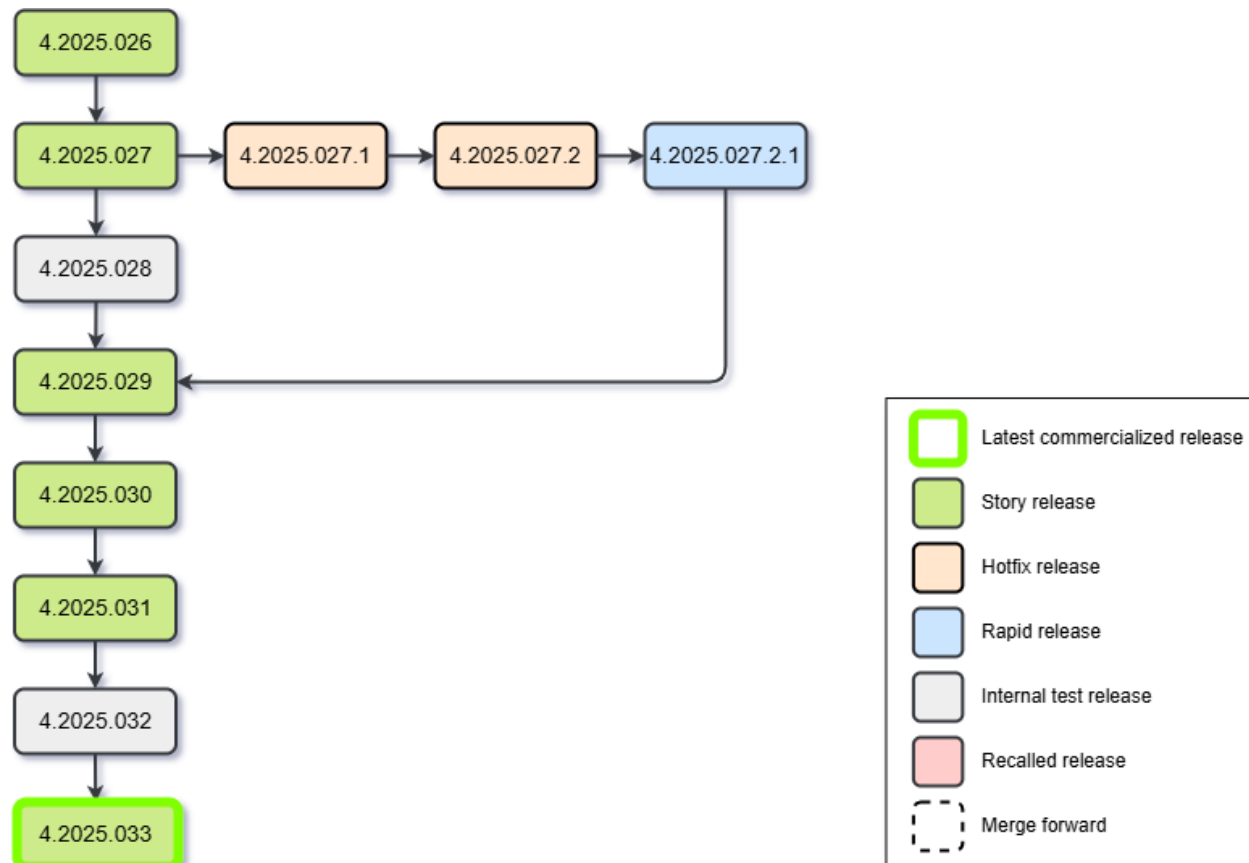 4.2025.026
4.2025.027
4.2025.027.1
4.2025.027.2
4.2025.027.2.1
4.2025.028
4.2025.029
4.2025.030
4.2025.031
4.2025.032
4.2025.033
Latest commercialized release
Story release
Hotfix release
Rapid release
Internal test release
Recalled release
Merge forward